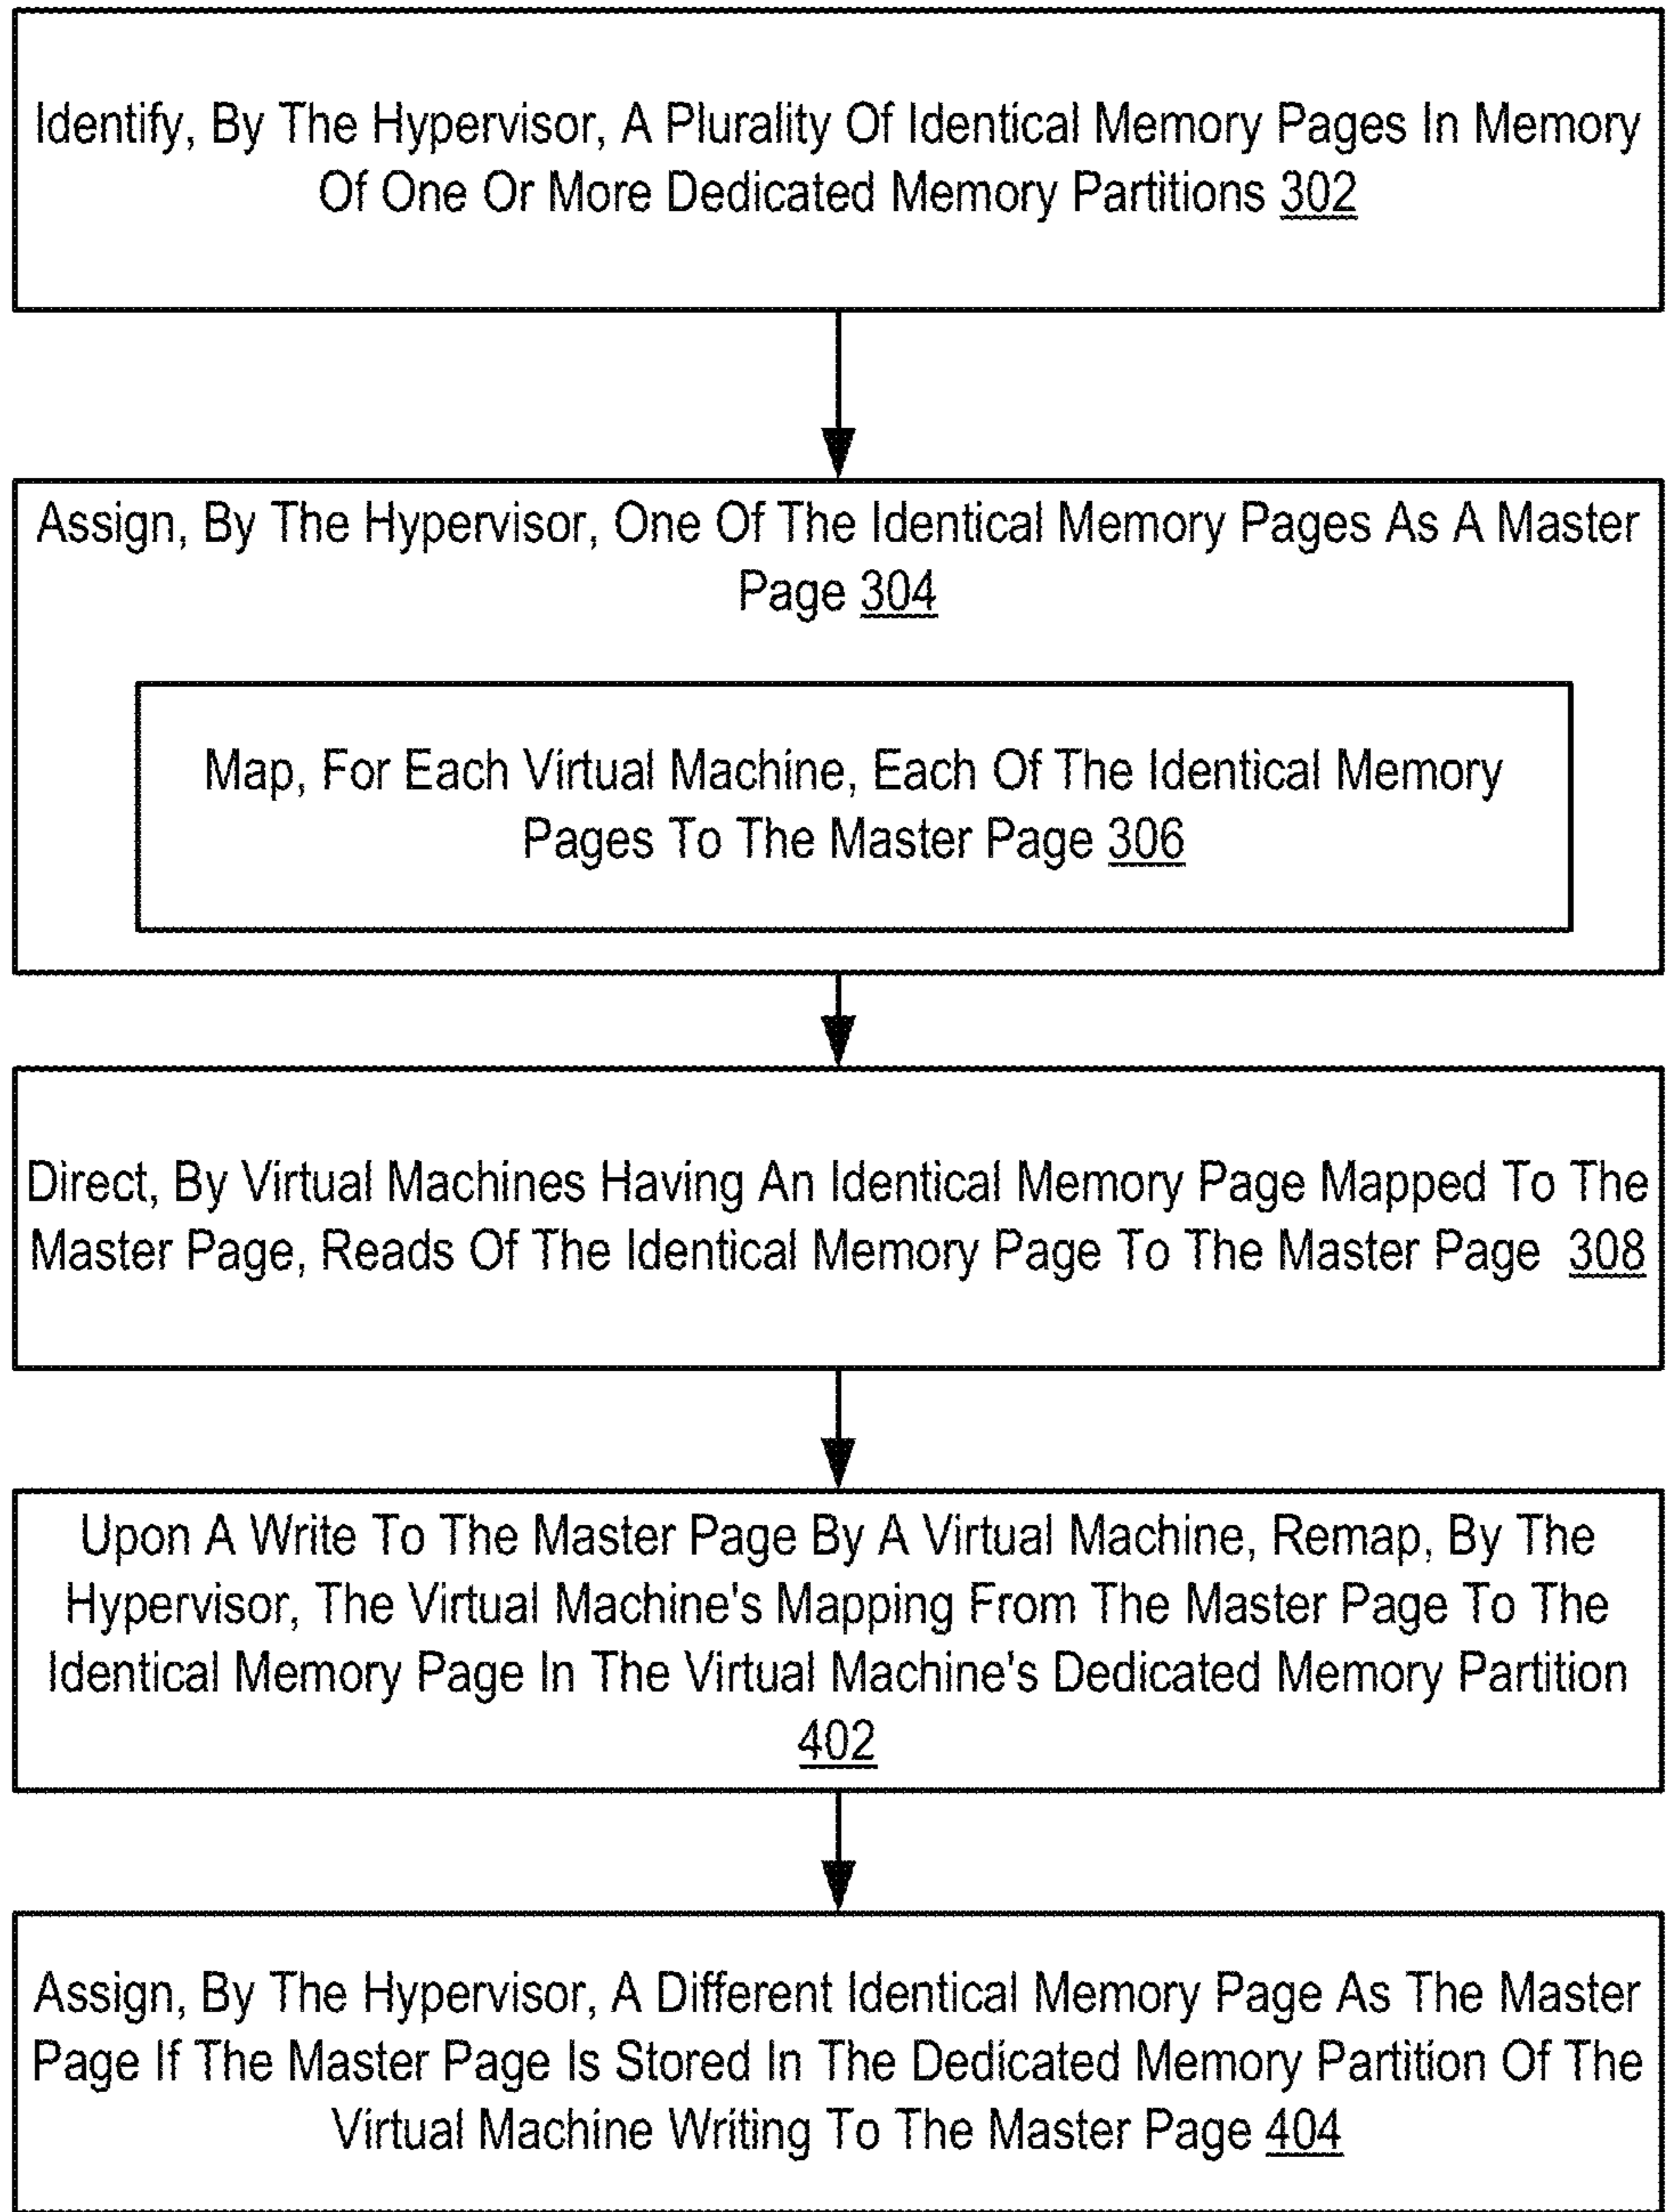 Identify, By The Hypervisor, A Plurality Of Identical Memory Pages In Memory
Of One Or More Dedicated Memory Partitions 302
Assign, By The Hypervisor, One Of The Identical Memory Pages As A Master
Page 304
Map, For Each Virtual Machine, Each Of The Identical Memory
Pages To The Master Page 306
Direct, By Virtual Machines Having An Identical Memory Page Mapped To The
Master Page, Reads Of The Identical Memory Page To The Master Page 308
Upon A Write To The Master Page By A Virtual Machine, Remap, By The
Hypervisor, The Virtual Machine's Mapping From The Master Page To The
Identical Memory Page In The Virtual Machine's Dedicated Memory Partition
402
Assign, By The Hypervisor, A Different Identical Memory Page As The Master
Page If The Master Page Is Stored In The Dedicated Memory Partition Of The
Virtual Machine Writing To The Master Page 404